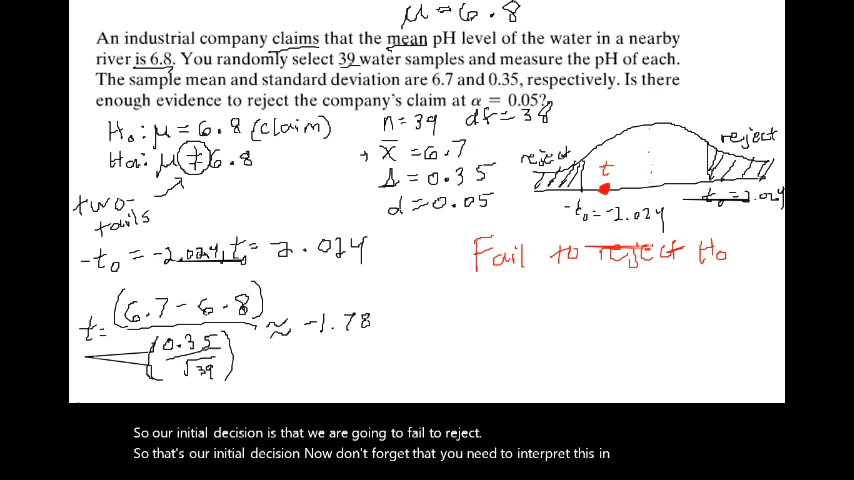 μ = 6.8
An industrial company claims that the mean pH level of the water in a nearby
river is 6.8. You randomly select 39 water samples and measure the pH of each.
The sample mean and standard deviation are 6.7 and 0.35, respectively. Is there
enough evidence to reject the company's claim at α = 0.05?
H₀: μ = 6.8 (claim)
Ha: μ ≠ 6.8
two-
tails
n = 39 df = 38
x̄ = 6.7
s = 0.35
α = 0.05
reject
t
reject
-t₀ = -2.024
t₀ = 2.024
-t₀ = -2.024, t = 2.024
Fail to reject H₀
t = (6.7 - 6.8) / (0.35 / √39) ≈ -1.78
So our initial decision is that we are going to fail to reject.
So that's our initial decision Now don't forget that you need to interpret this in